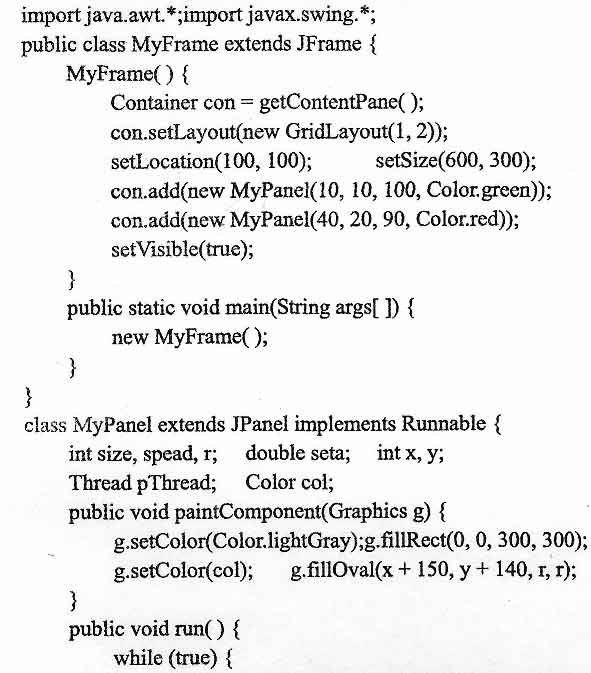 import java.awt.*;import javax.swing.*;
public class MyFrame extends JFrame {
MyFrame( ) {
Container con = getContentPane( );
con.setLayout(new GridLayout(1, 2));
setLocation(100, 100); setSize(600, 300);
con.add(new MyPanel(10, 10, 100, Color.green));
con.add(new MyPanel(40, 20, 90, Color.red));
setVisible(true);
}
public static void main(String args[ ]) {
new MyFrame( );
}
}
class MyPanel extends JPanel implements Runnable {
int size, spead, r; double seta; int x, y;
Thread pThread; Color col;
public void paintComponent(Graphics g) {
g.setColor(Color.lightGray);g.fillRect(0, 0, 300, 300);
g.setColor(col); g.fillOval(x + 150, y + 140, r, r);
}
public void run( ) {
while (true) {